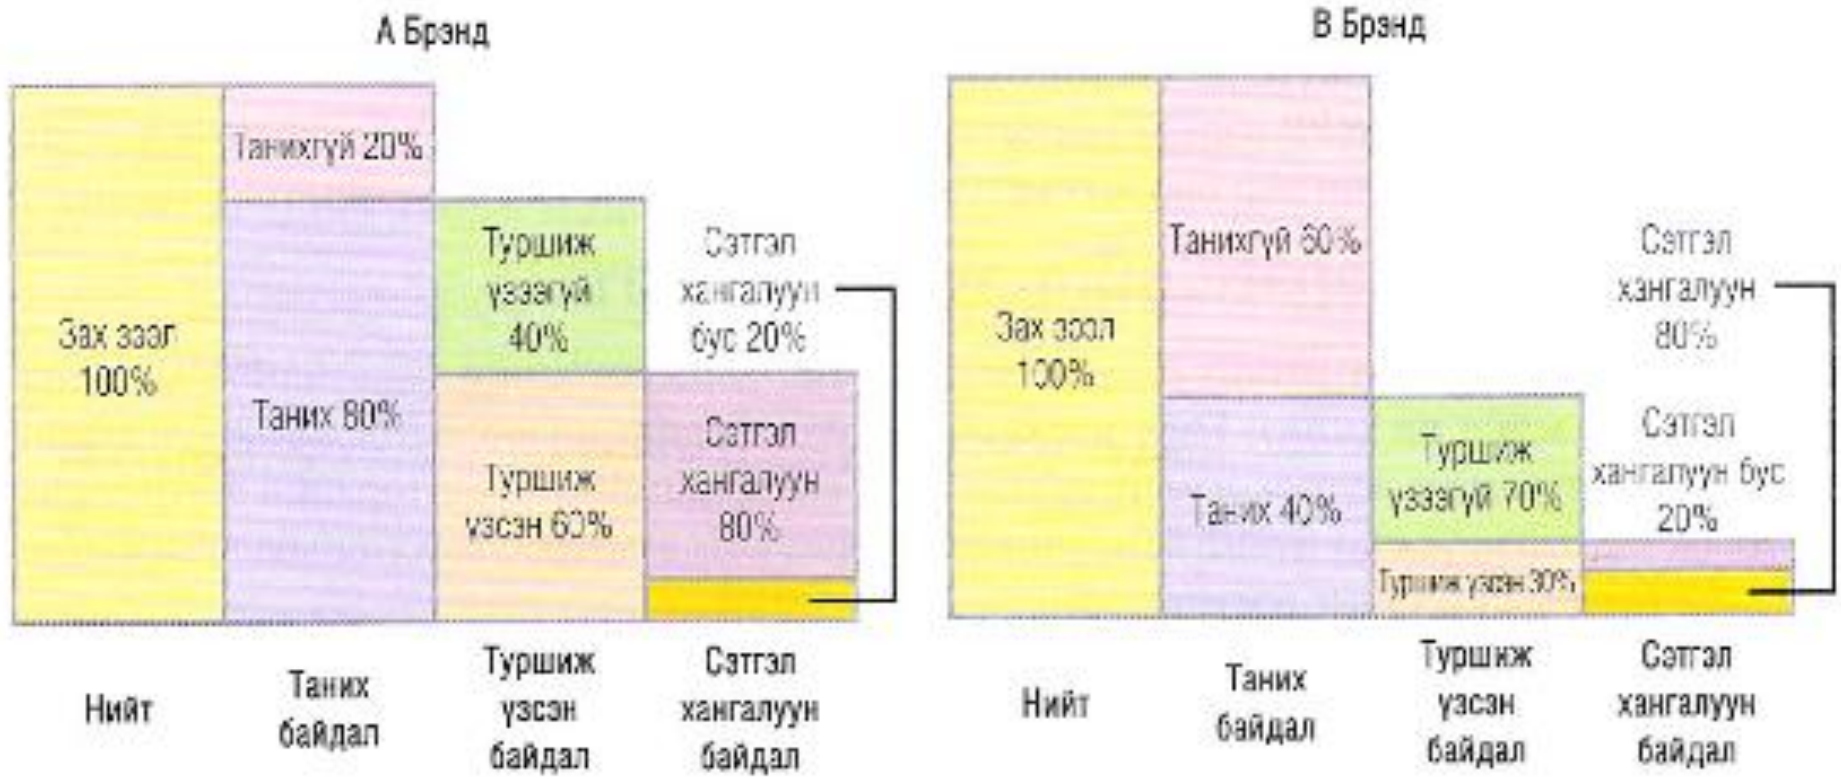 А Брэнд
Танихгүй 20%
Зах зээл
100%
Таних 80%
Туршиж
үзээгүй
40%
Туршиж
үзсэн 60%
Сэтгэл
хангалуун
бус 20%
Сэтгэл
хангалуун
80%
Нийт
Таних
байдал
Туршиж
үзсэн
байдал
Сэтгэл
хангалуун
байдал
В Брэнд
Зах зээл
100%
Танихгүй 60%
Таних 40%
Туршиж
үзээгүй 70%
Туршиж үзсэн 30%
Сэтгэл
хангалуун
80%
Сэтгэл
хангалуун бус
20%
Нийт
Таних
байдал
Туршиж
үзсэн
байдал
Сэтгэл
хангалуун
байдал